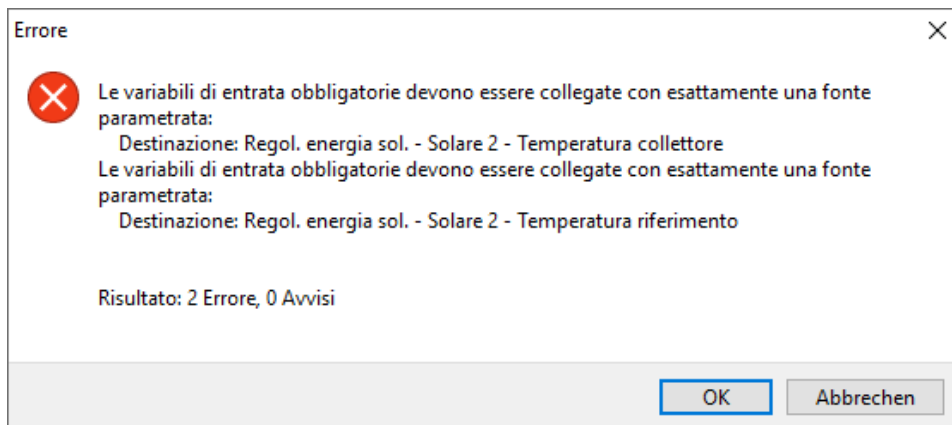 Errore
Le variabili di entrata obbligatorie devono essere collegate con esattamente una fonte
parametrata:
Destinazione: Regol. energia sol. - Solare 2 - Temperatura collettore
Le variabili di entrata obbligatorie devono essere collegate con esattamente una fonte
parametrata:
Destinazione: Regol. energia sol. - Solare 2 - Temperatura riferimento
Risultato: 2 Errore, 0 Avvisi
OK
Abbrechen